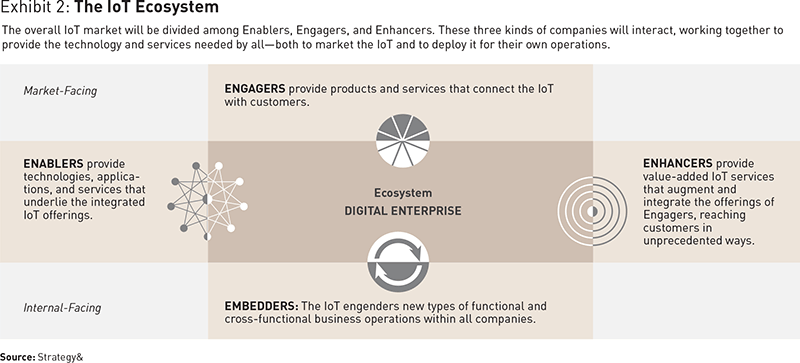 Exhibit 2: The IoT Ecosystem
The overall IoT market will be divided among Enablers, Engagers, and Enhancers. These three kinds of companies will interact, working together to
provide the technology and services needed by all—both to market the IoT and to deploy it for their own operations.
Market-Facing
ENGAGERS provide products and services that connect the IoT
with customers.
ENABLERS provide
technologies, applica-
tions, and services that
underlie the integrated
IoT offerings.
Ecosystem
DIGITAL ENTERPRISE
ENHANCERS provide
value-added IoT services
that augment and
integrate the offerings of
Engagers, reaching
customers in
unprecedented ways.
Internal-Facing
EMBEDDERS: The IoT engenders new types of functional and
cross-functional business operations within all companies.
Source: Strategy&